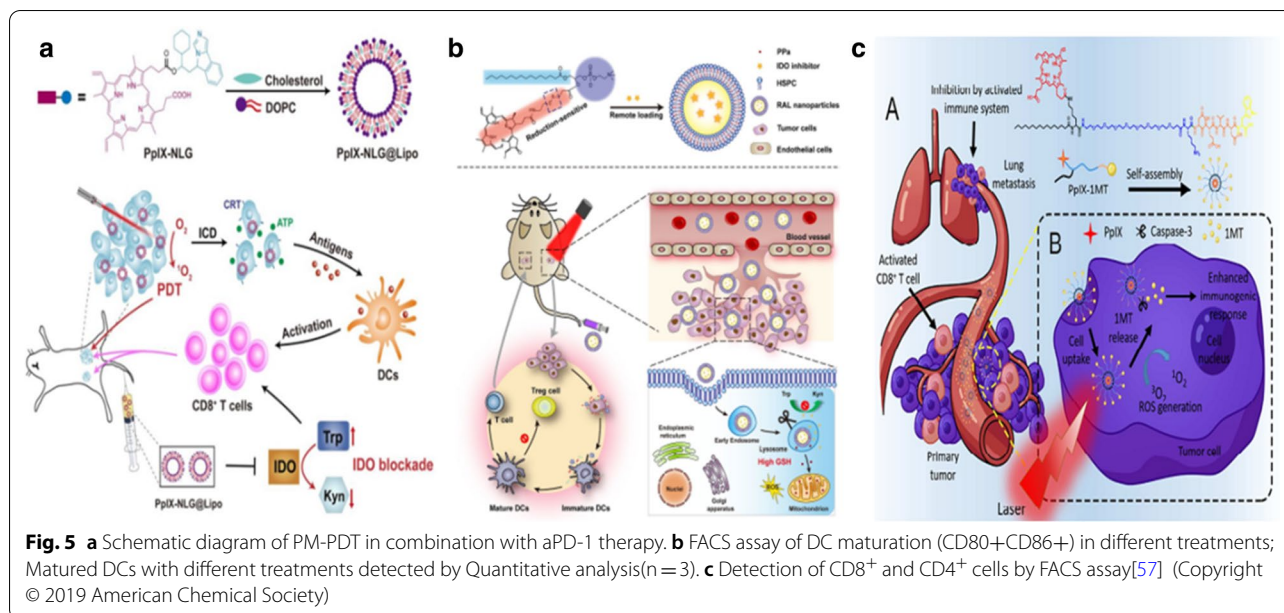 a
PpIX-NLG
COOH
Cholesterol
DOPC
PpIX-NLG@Lipo
O₂
¹O₂
PDT
ICD
CRT
ATP
Antigens
DCs
Activation
CD8⁺ T cells
PpIX-NLG@Lipo
IDO
Trp
Kyn
IDO blockade
b
Reduction-sensitive
Remote loading
PPa
IDO inhibitor
HSPC
RAL nanoparticles
Tumor cells
Endothelial cells
Blood vessel
T cell
Treg cell
Mature DCs
Immature DCs
Endoplasmic
reticulum
Early Endosome
Lysosome
Trp
Kyn
High GSH
ROS
Nuclei
Golgi
apparatus
Mitochondrion
c
A
Inhibition by activated
immune system
Lung
metastasis
PpIX-1MT
Self-assembly
Activated
CD8⁺ T cell
Primary
tumor
Laser
B
PpIX
Caspase-3
1MT
Enhanced
immunogenic
response
1MT
release
Cell
uptake
Cell
nucleus
¹O₂
³O₂
ROS generation
Tumor cell
Fig. 5 a Schematic diagram of PM-PDT in combination with aPD-1 therapy. b FACS assay of DC maturation (CD80+CD86+) in different treatments;
Matured DCs with different treatments detected by Quantitative analysis(n = 3). c Detection of CD8⁺ and CD4⁺ cells by FACS assay[57] (Copyright
© 2019 American Chemical Society)